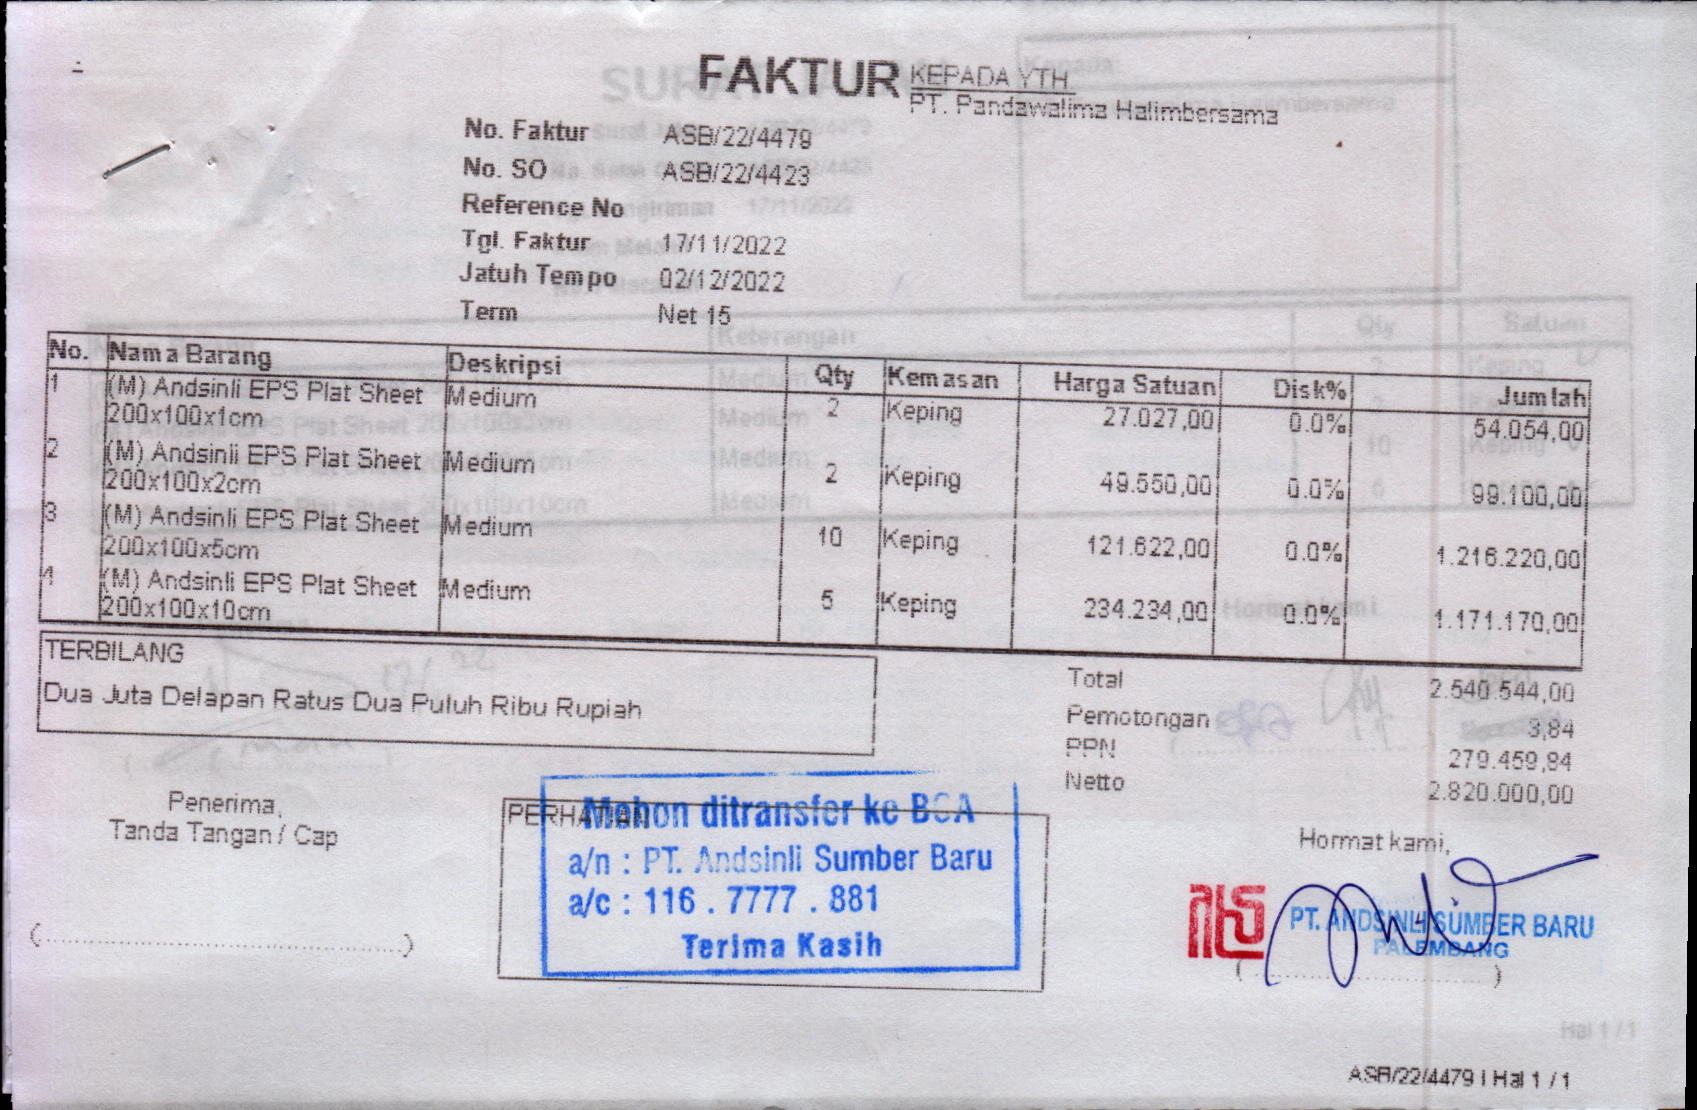 FAKTUR
KEPADA YTH.
PT. Pandawalima Halimbersama
No. Faktur ASB/22/4479
No. SO ASB/22/4423
Reference No
Tgl. Faktur 17/11/2022
Jatuh Tempo 02/12/2022
Term Net 15
No. Nama Barang Deskripsi Qty Kemasan Harga Satuan Disk% Jumlah
1 (M) Andsinli EPS Plat Sheet Medium 2 Keping 27.027,00 0.0% 54.054,00
200x100x1cm
2 (M) Andsinli EPS Plat Sheet Medium 2 Keping 49.550,00 0.0% 99.100,00
200x100x2cm
3 (M) Andsinli EPS Plat Sheet Medium 10 Keping 121.622,00 0.0% 1.216.220,00
200x100x5cm
4 (M) Andsinli EPS Plat Sheet Medium 5 Keping 234.234,00 0.0% 1.171.170,00
200x100x10cm
TERBILANG
Dua Juta Delapan Ratus Dua Puluh Ribu Rupiah
Total 2.540.544,00
Pemotongan 3,84
PPN 279.459,84
Netto 2.820.000,00
Penerima,
Tanda Tangan / Cap
(..........)
PERHATIAN
Mohon ditransfer ke BCA
a/n : PT. Andsinli Sumber Baru
a/c : 116 . 7777 . 881
Terima Kasih
Hormat kami,
PT. ANDSINLI SUMBER BARU
PALEMBANG
(..........)
Hal 1 / 1
ASB/22/4479 | Hal 1 / 1